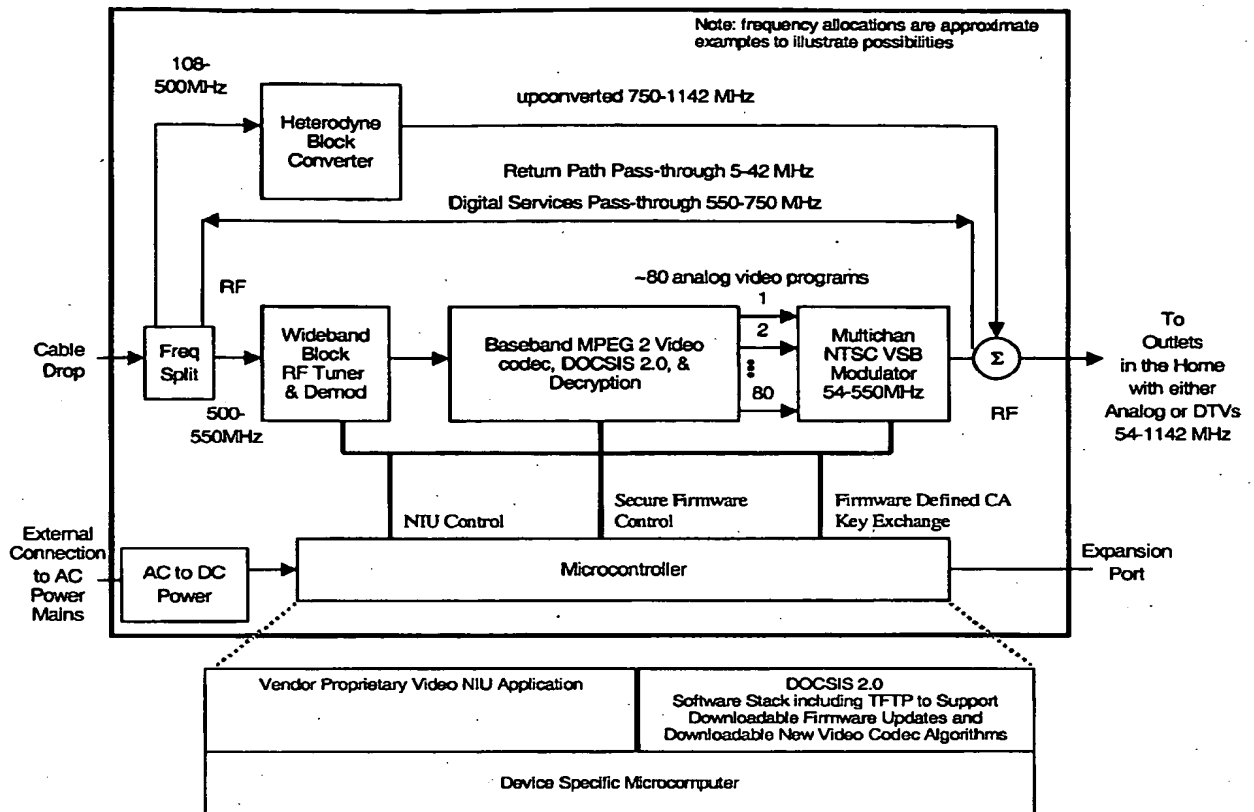 Note: frequency allocations are approximate
examples to illustrate possibilities
108-
500MHz
upconverted 750-1142 MHz
Heterodyne
Block
Converter
Return Path Pass-through 5-42 MHz
Digital Services Pass-through 550-750 MHz
RF
~80 analog video programs
1
2
80
Cable
Drop
Freq
Split
500-
550MHz
Wideband
Block
RF Tuner
& Demod
Baseband MPEG 2 Video
codec, DOCSIS 2.0, &
Decryption
Multichan
NTSC VSB
Modulator
54-550MHz
Σ
RF
To
Outlets
in the Home
with either
Analog or DTVs
54-1142 MHz
NIU Control
Secure Firmware
Control
Firmware Defined CA
Key Exchange
External
Connection
to AC
Power
Mains
AC to DC
Power
Microcontroller
Expansion
Port
Vendor Proprietary Video NIU Application
DOCSIS 2.0
Software Stack including TFTP to Support
Downloadable Firmware Updates and
Downloadable New Video Codec Algorithms
Device Specific Microcomputer